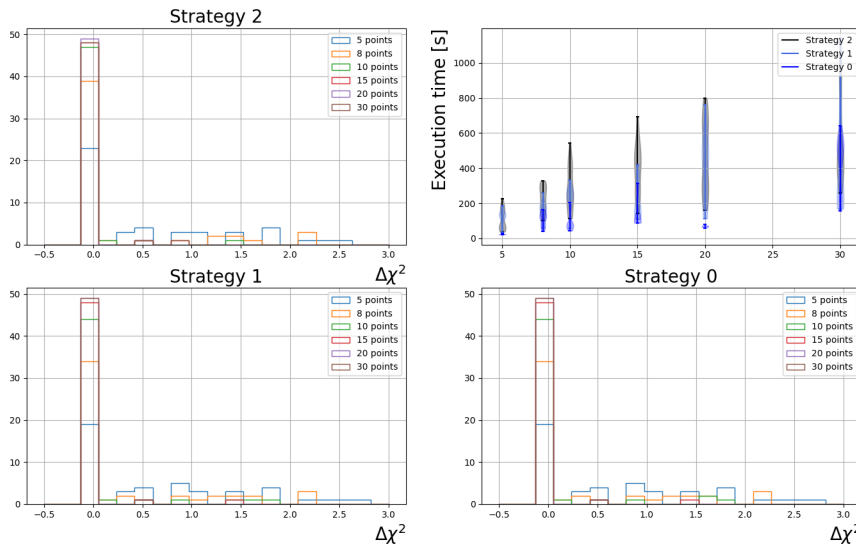 Strategy 2
50
40
30
20
10
0
5 points
8 points
10 points
15 points
20 points
30 points
−0.5 0.0 0.5 1.0 1.5 2.0 2.5 3.0
Δχ²
Execution time [s]
1000
800
600
400
200
0
Strategy 2
Strategy 1
Strategy 0
5 10 15 20 25 30
Strategy 1
50
40
30
20
10
0
5 points
8 points
10 points
15 points
20 points
30 points
−0.5 0.0 0.5 1.0 1.5 2.0 2.5 3.0
Δχ²
Strategy 0
50
40
30
20
10
0
5 points
8 points
10 points
15 points
20 points
30 points
−0.5 0.0 0.5 1.0 1.5 2.0 2.5 3.0
Δχ²